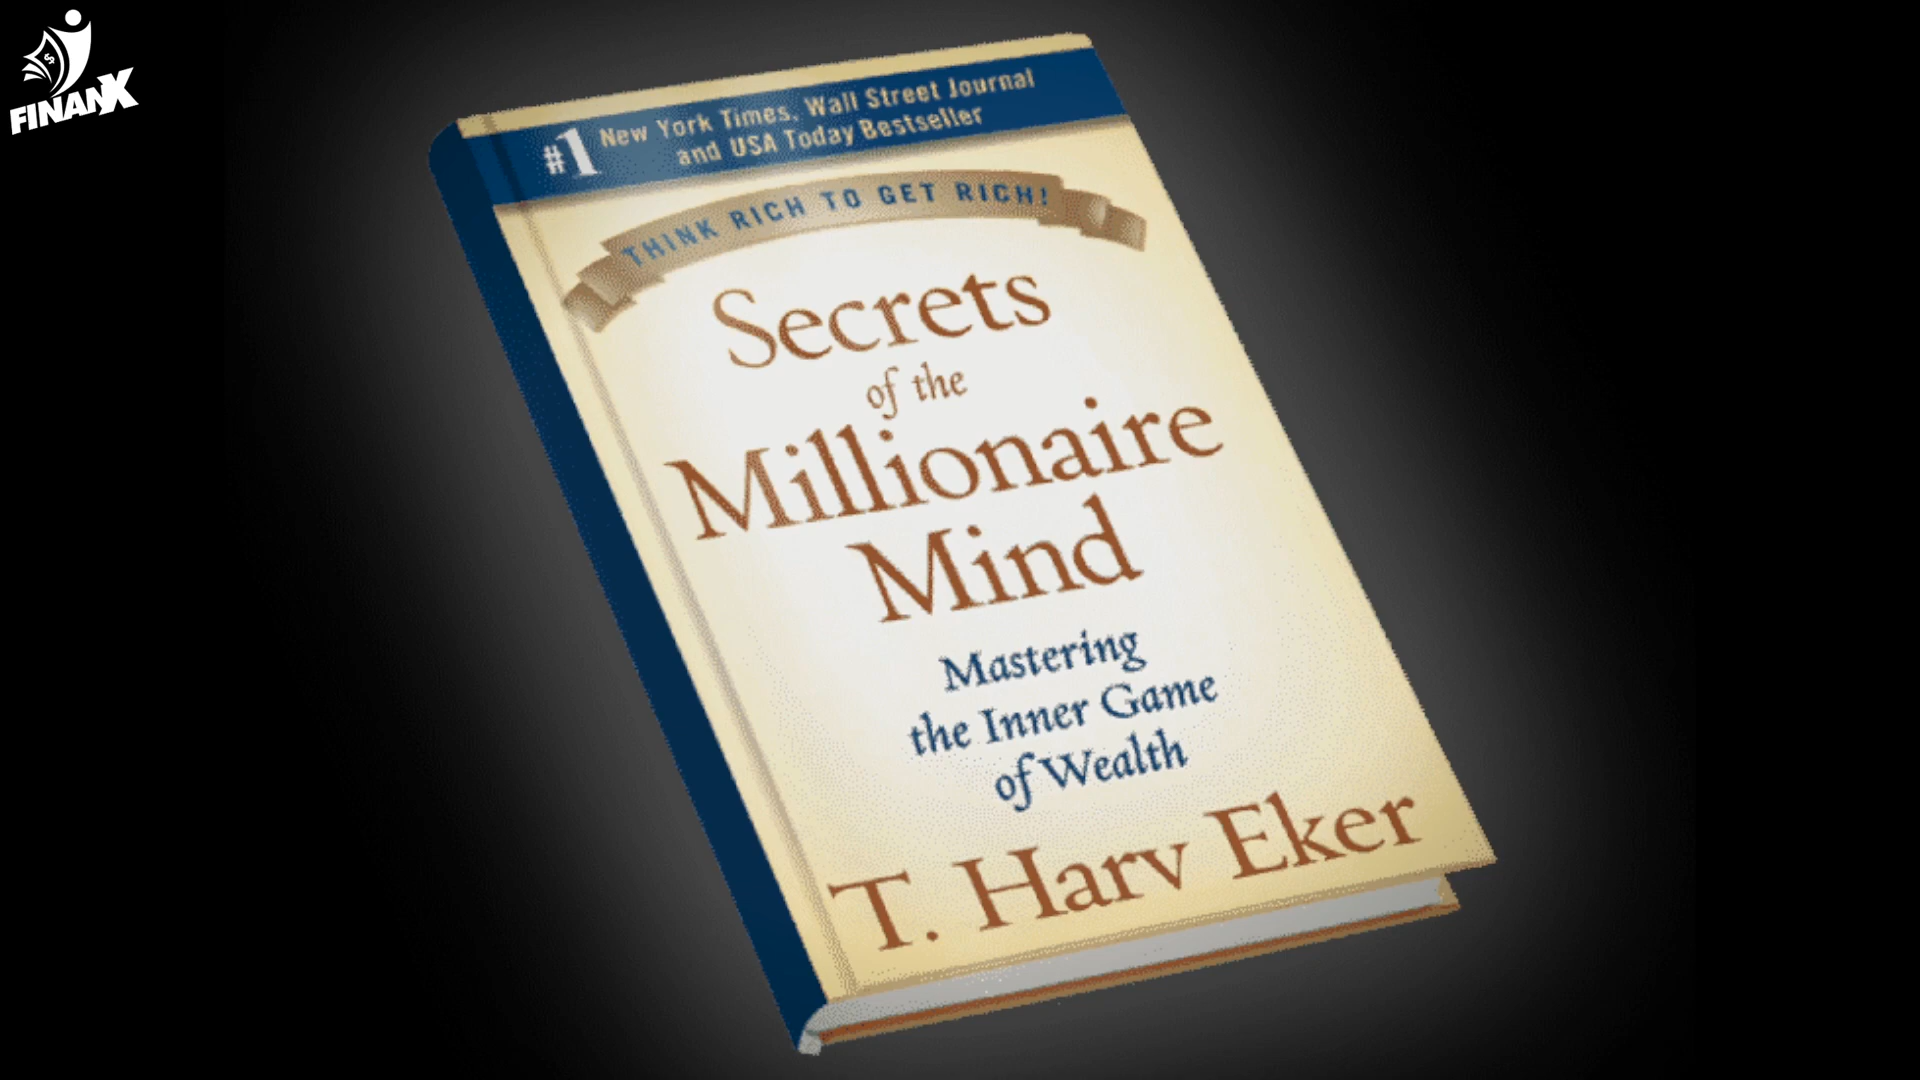 FINANX
#1 New York Times, Wall Street Journal
and USA Today Bestseller
THINK RICH TO GET RICH!
Secrets
of the
Millionaire
Mind
Mastering
the Inner Game
of Wealth
T. Harv Eker